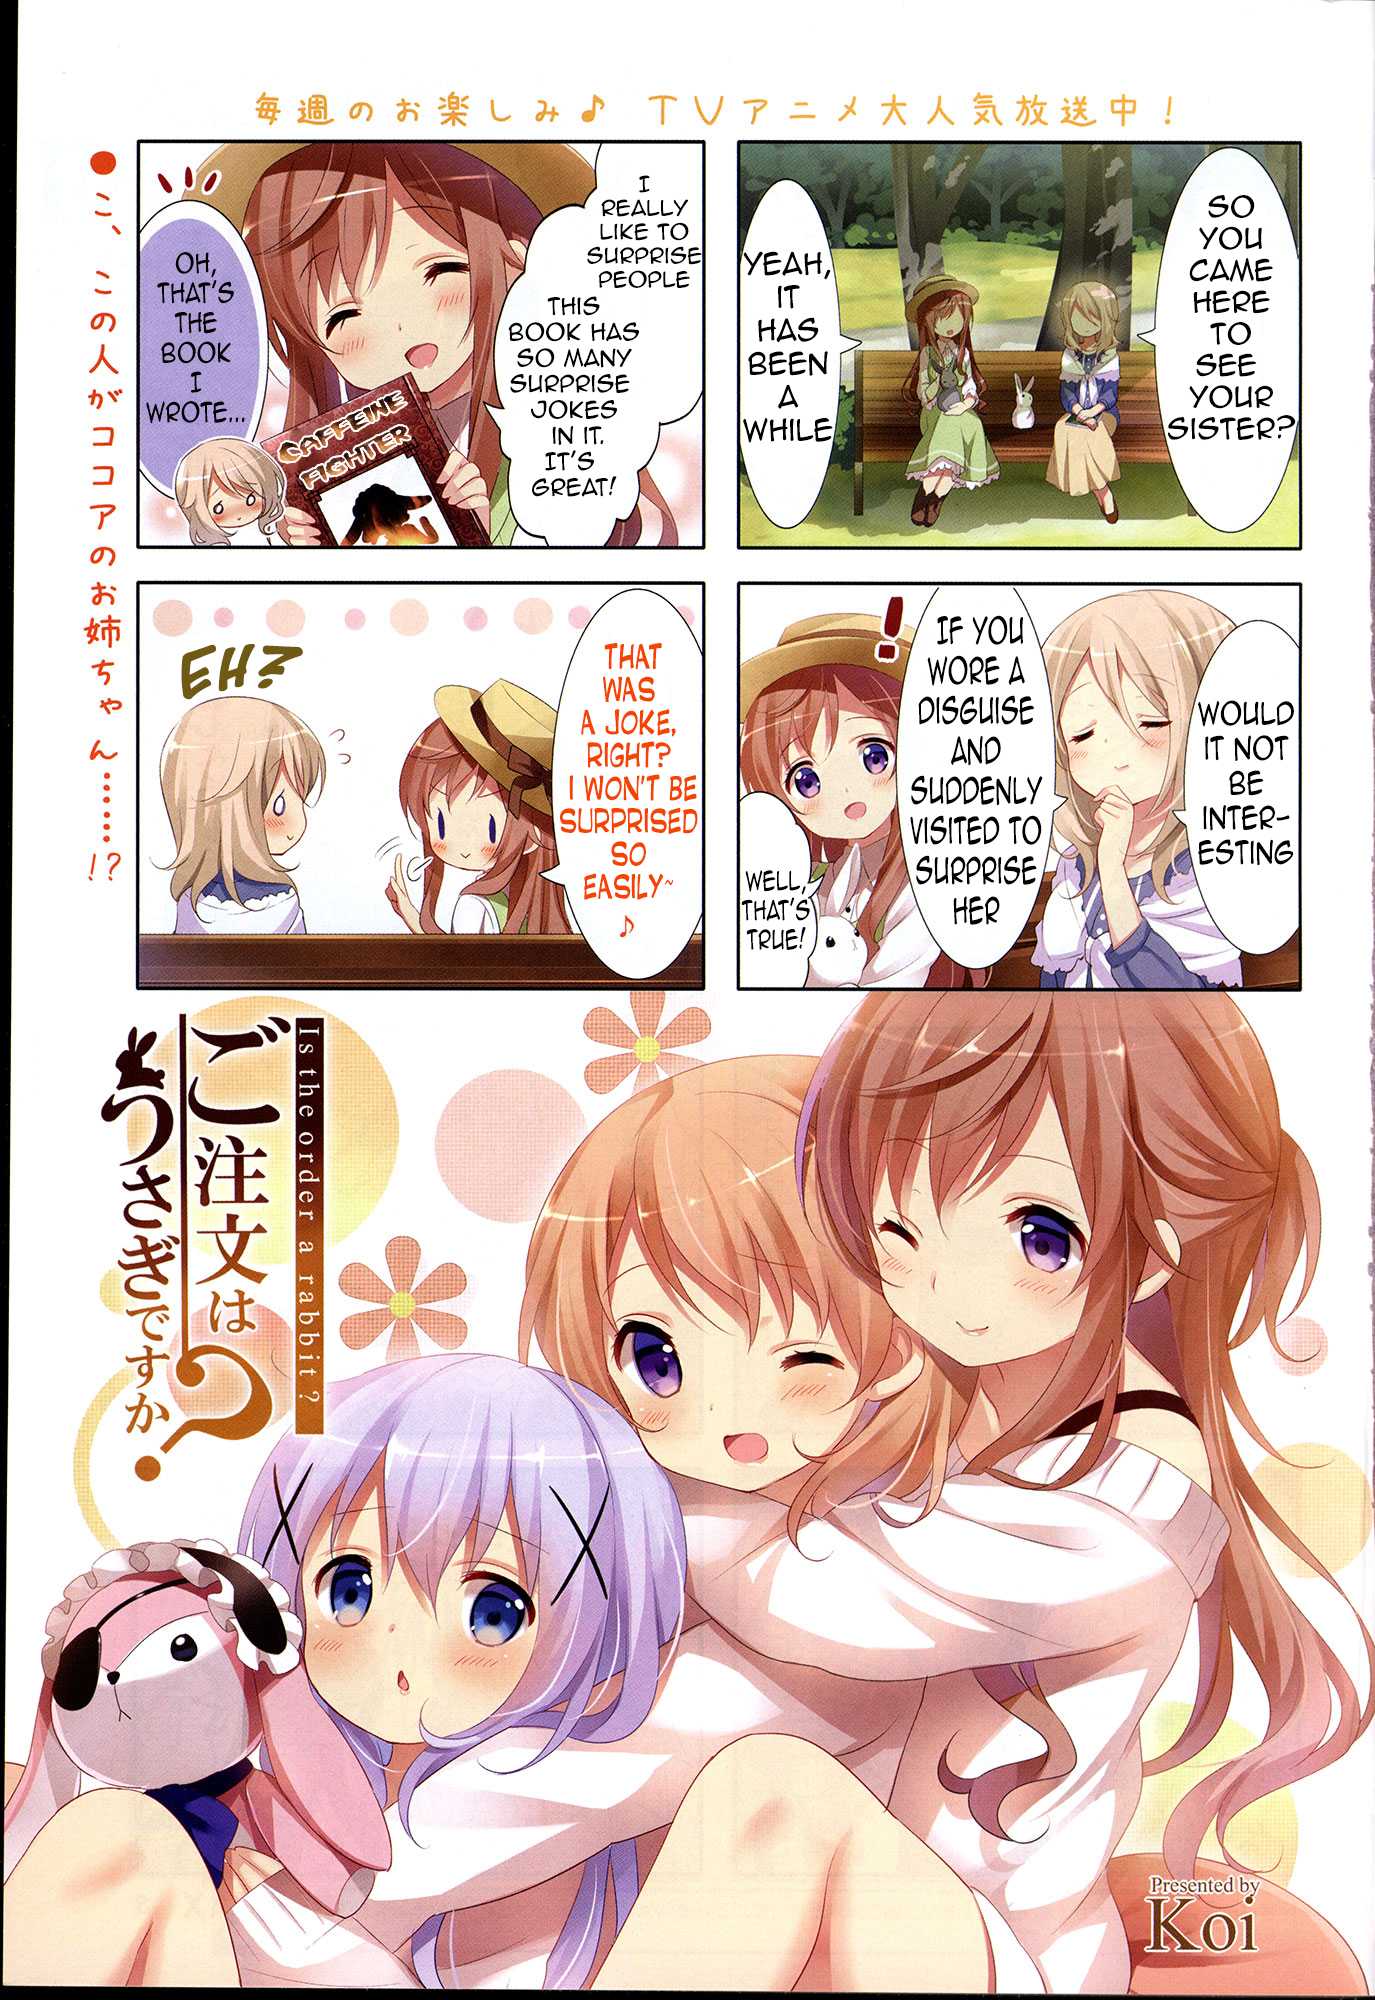 毎週のお楽しみ♪ TVアニメ大人気放送中!
●こ、この人がココアのお姉ちゃん……!?
SO
YOU
CAME
HERE
TO
SEE
YOUR
SISTER?
YEAH,
IT
HAS
BEEN
A
WHILE
WOULD
IT NOT
BE
INTER-
ESTING
IF YOU
WORE A
DISGUISE
AND
SUDDENLY
VISITED TO
SURPRISE
HER
!
WELL,
THAT'S
TRUE!
I
REALLY
LIKE TO
SURPRISE
PEOPLE
THIS
BOOK HAS
SO MANY
SURPRISE
JOKES
IN IT.
IT'S
GREAT!
CAFFEINE
FIGHTER
OH,
THAT'S
THE
BOOK
I
WROTE...
THAT
WAS
A JOKE,
RIGHT?
I WON'T BE
SURPRISED
SO
EASILY~
♪
EH?
Is the order a rabbit?
ご注文は
うさぎですか?
Presented by
Koi